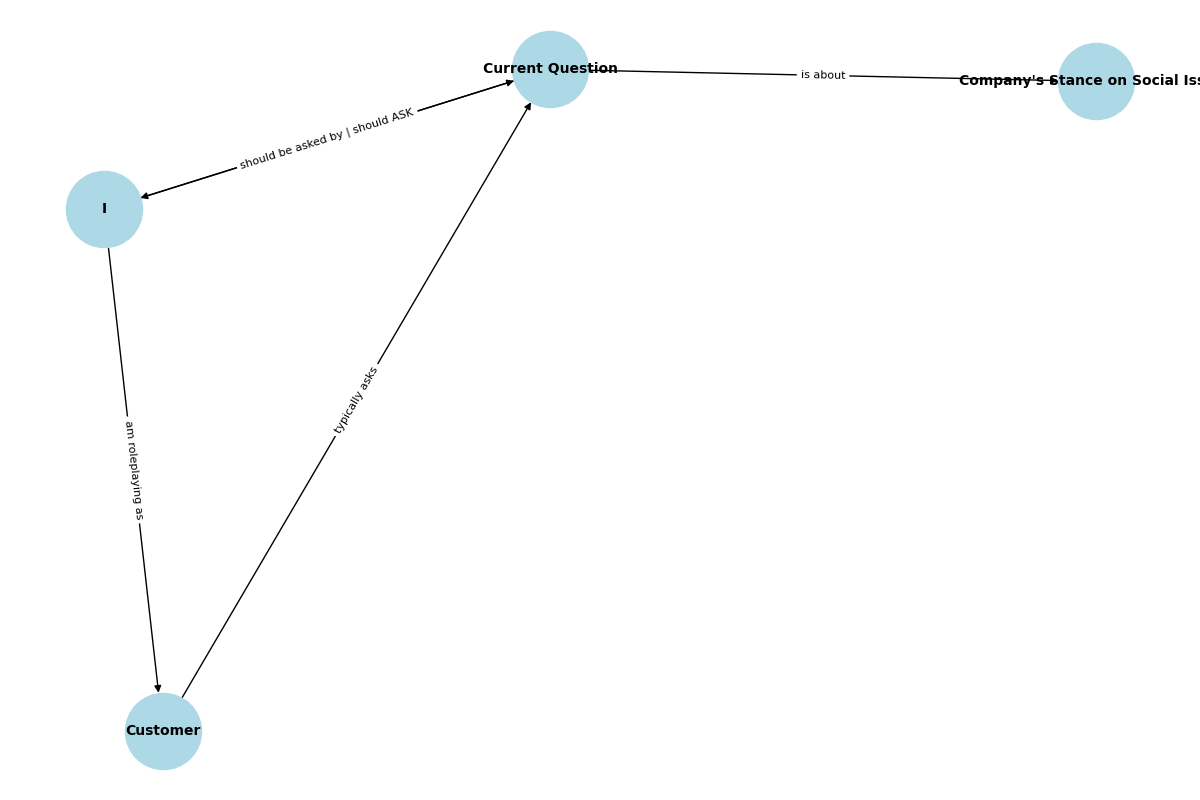 Current Question
is about
Company's Stance on Social Iss
should be asked by | should ASK
I
typically asks
am roleplaying as
Customer